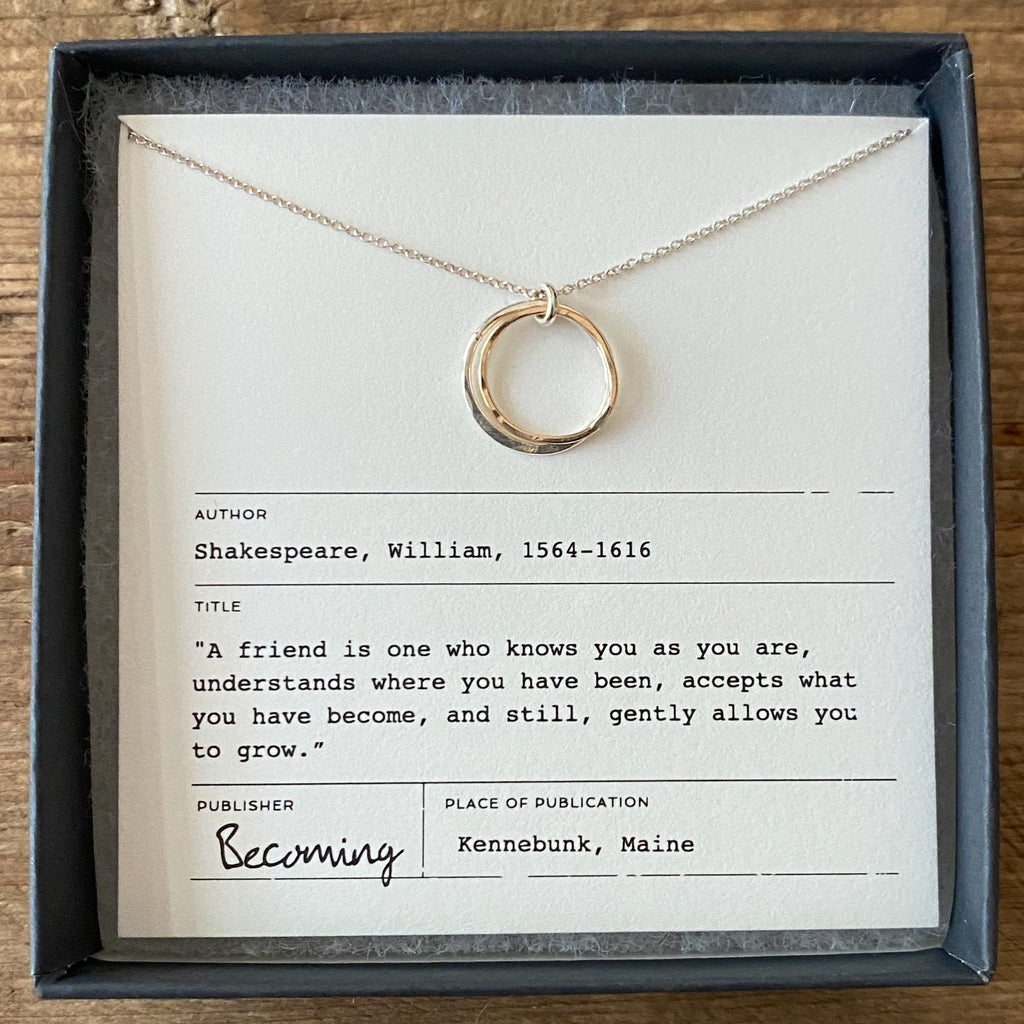 AUTHOR
Shakespeare, William, 1564-1616
TITLE
"A friend is one who knows you as you are,
understands where you have been, accepts what
you have become, and still, gently allows you
to grow.”
PUBLISHER
Becoming
PLACE OF PUBLICATION
Kennebunk, Maine